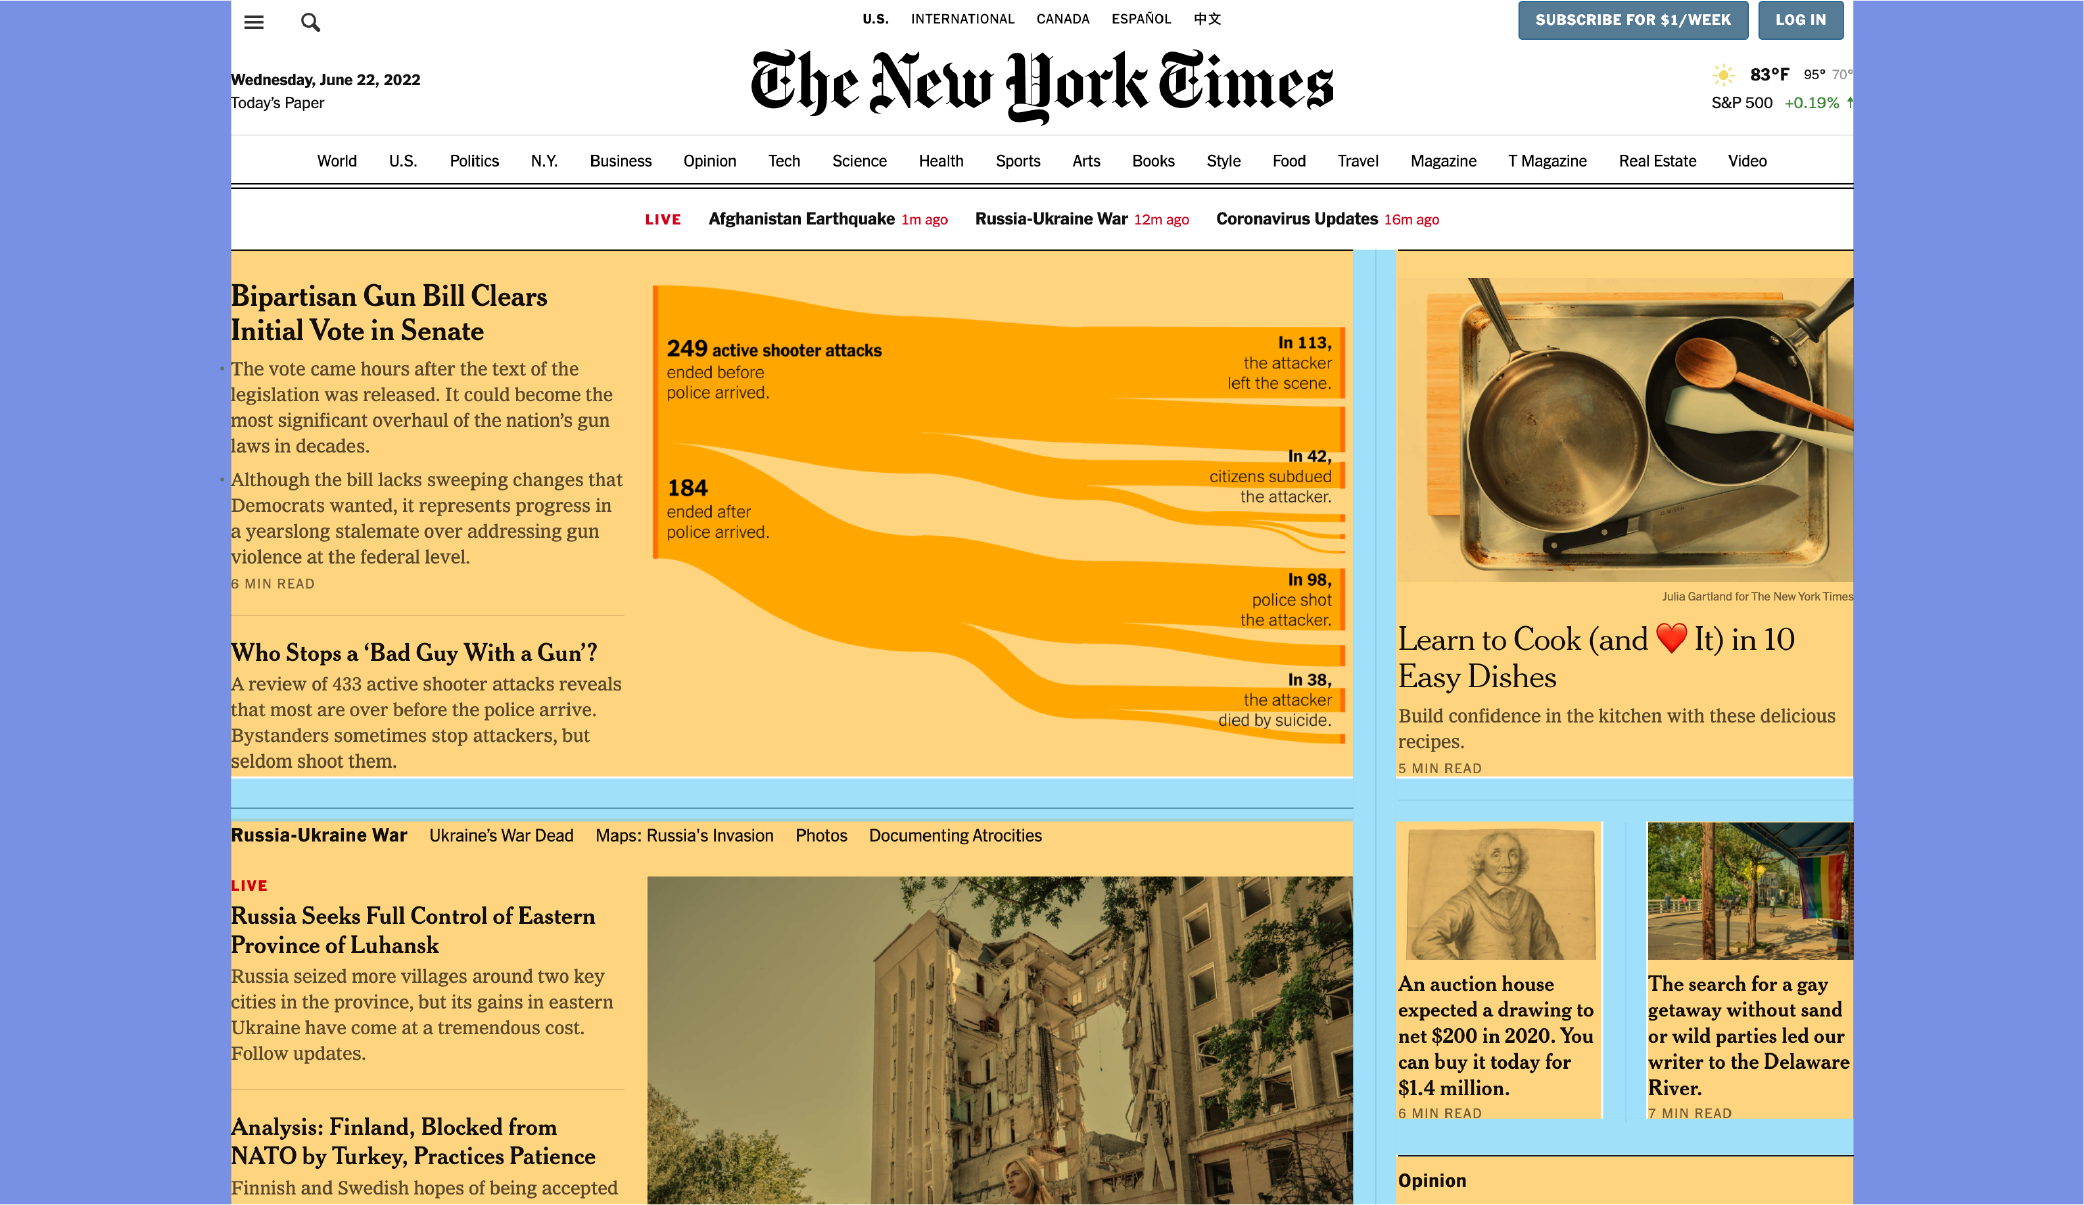 U.S. INTERNATIONAL CANADA ESPAÑOL 中文
SUBSCRIBE FOR $1/WEEK LOG IN
Wednesday, June 22, 2022
Today's Paper
The New York Times
83°F 95° 70°
S&P 500 +0.19% ↑
World U.S. Politics N.Y. Business Opinion Tech Science Health Sports Arts Books Style Food Travel Magazine T Magazine Real Estate Video
LIVE Afghanistan Earthquake 1m ago Russia-Ukraine War 12m ago Coronavirus Updates 16m ago
Bipartisan Gun Bill Clears
Initial Vote in Senate
• The vote came hours after the text of the
legislation was released. It could become the
most significant overhaul of the nation's gun
laws in decades.
• Although the bill lacks sweeping changes that
Democrats wanted, it represents progress in
a yearslong stalemate over addressing gun
violence at the federal level.
6 MIN READ
Who Stops a ‘Bad Guy With a Gun’?
A review of 433 active shooter attacks reveals
that most are over before the police arrive.
Bystanders sometimes stop attackers, but
seldom shoot them.
249 active shooter attacks
ended before
police arrived.
184
ended after
police arrived.
In 113,
the attacker
left the scene.
In 42,
citizens subdued
the attacker.
In 98,
police shot
the attacker.
In 38,
the attacker
died by suicide.
Julia Gartland for The New York Times
Learn to Cook (and ❤️ It) in 10
Easy Dishes
Build confidence in the kitchen with these delicious
recipes.
5 MIN READ
Russia-Ukraine War Ukraine's War Dead Maps: Russia's Invasion Photos Documenting Atrocities
LIVE
Russia Seeks Full Control of Eastern
Province of Luhansk
Russia seized more villages around two key
cities in the province, but its gains in eastern
Ukraine have come at a tremendous cost.
Follow updates.
Analysis: Finland, Blocked from
NATO by Turkey, Practices Patience
Finnish and Swedish hopes of being accepted
An auction house
expected a drawing to
net $200 in 2020. You
can buy it today for
$1.4 million.
6 MIN READ
The search for a gay
getaway without sand
or wild parties led our
writer to the Delaware
River.
7 MIN READ
Opinion